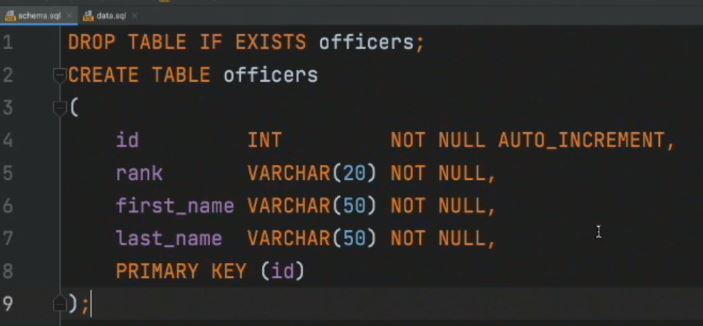 schema.sql data.sql
1 DROP TABLE IF EXISTS officers;
2 CREATE TABLE officers
3 (
4 id INT NOT NULL AUTO_INCREMENT,
5 rank VARCHAR(20) NOT NULL,
6 first_name VARCHAR(50) NOT NULL,
7 last_name VARCHAR(50) NOT NULL,
8 PRIMARY KEY (id)
9 );